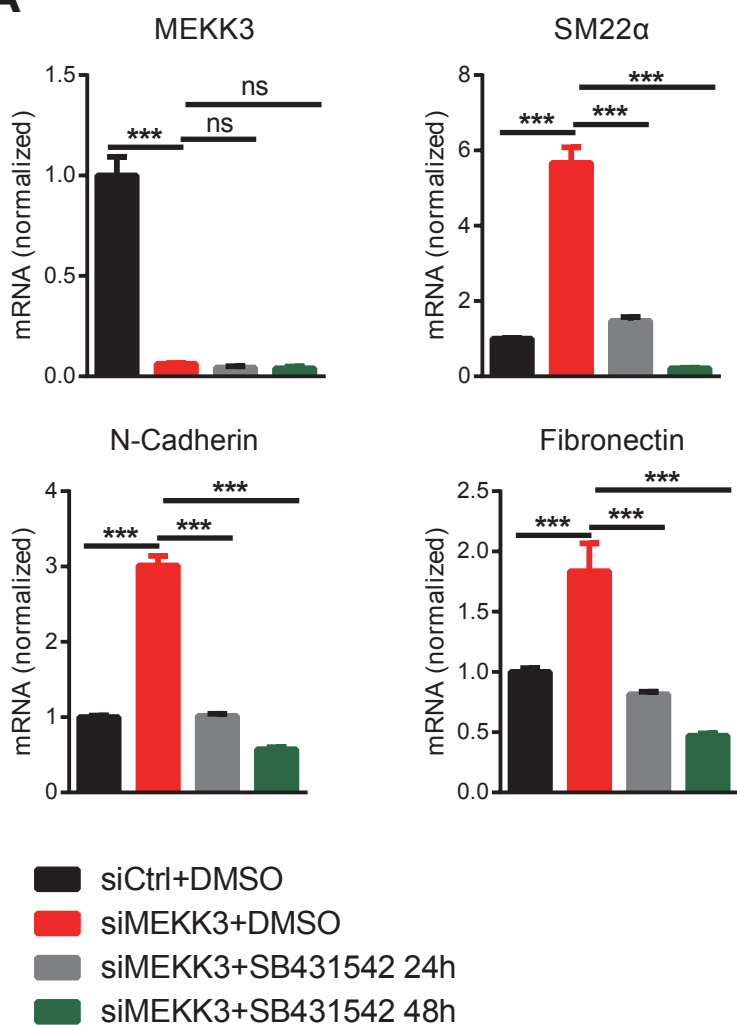 A
MEKK3
mRNA (normalized)
1.5
1.0
0.5
0.0
***
ns
ns
SM22α
mRNA (normalized)
8
6
4
2
0
***
***
***
N-Cadherin
mRNA (normalized)
4
3
2
1
0
***
***
***
Fibronectin
mRNA (normalized)
2.5
2.0
1.5
1.0
0.5
0.0
***
***
***
siCtrl+DMSO
siMEKK3+DMSO
siMEKK3+SB431542 24h
siMEKK3+SB431542 48h